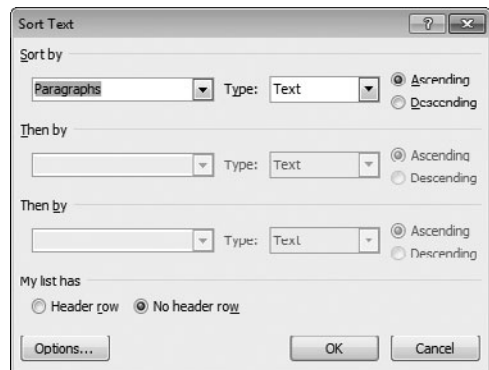 Sort Text
Sort by
Paragraphs Type: Text Ascending
Descending
Then by
Type: Text Ascending
Descending
Then by
Type: Text Ascending
Descending
My list has
Header row No header row
Options... OK Cancel